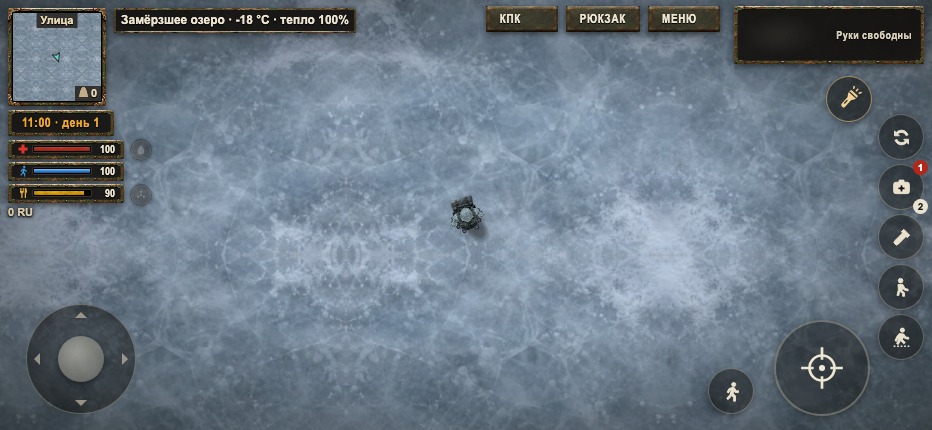 Улица
0
Замёрзшее озеро · -18 °C · тепло 100%
КПК
РЮКЗАК
МЕНЮ
Руки свободны
11:00 · день 1
100
100
90
0 RU
1
2